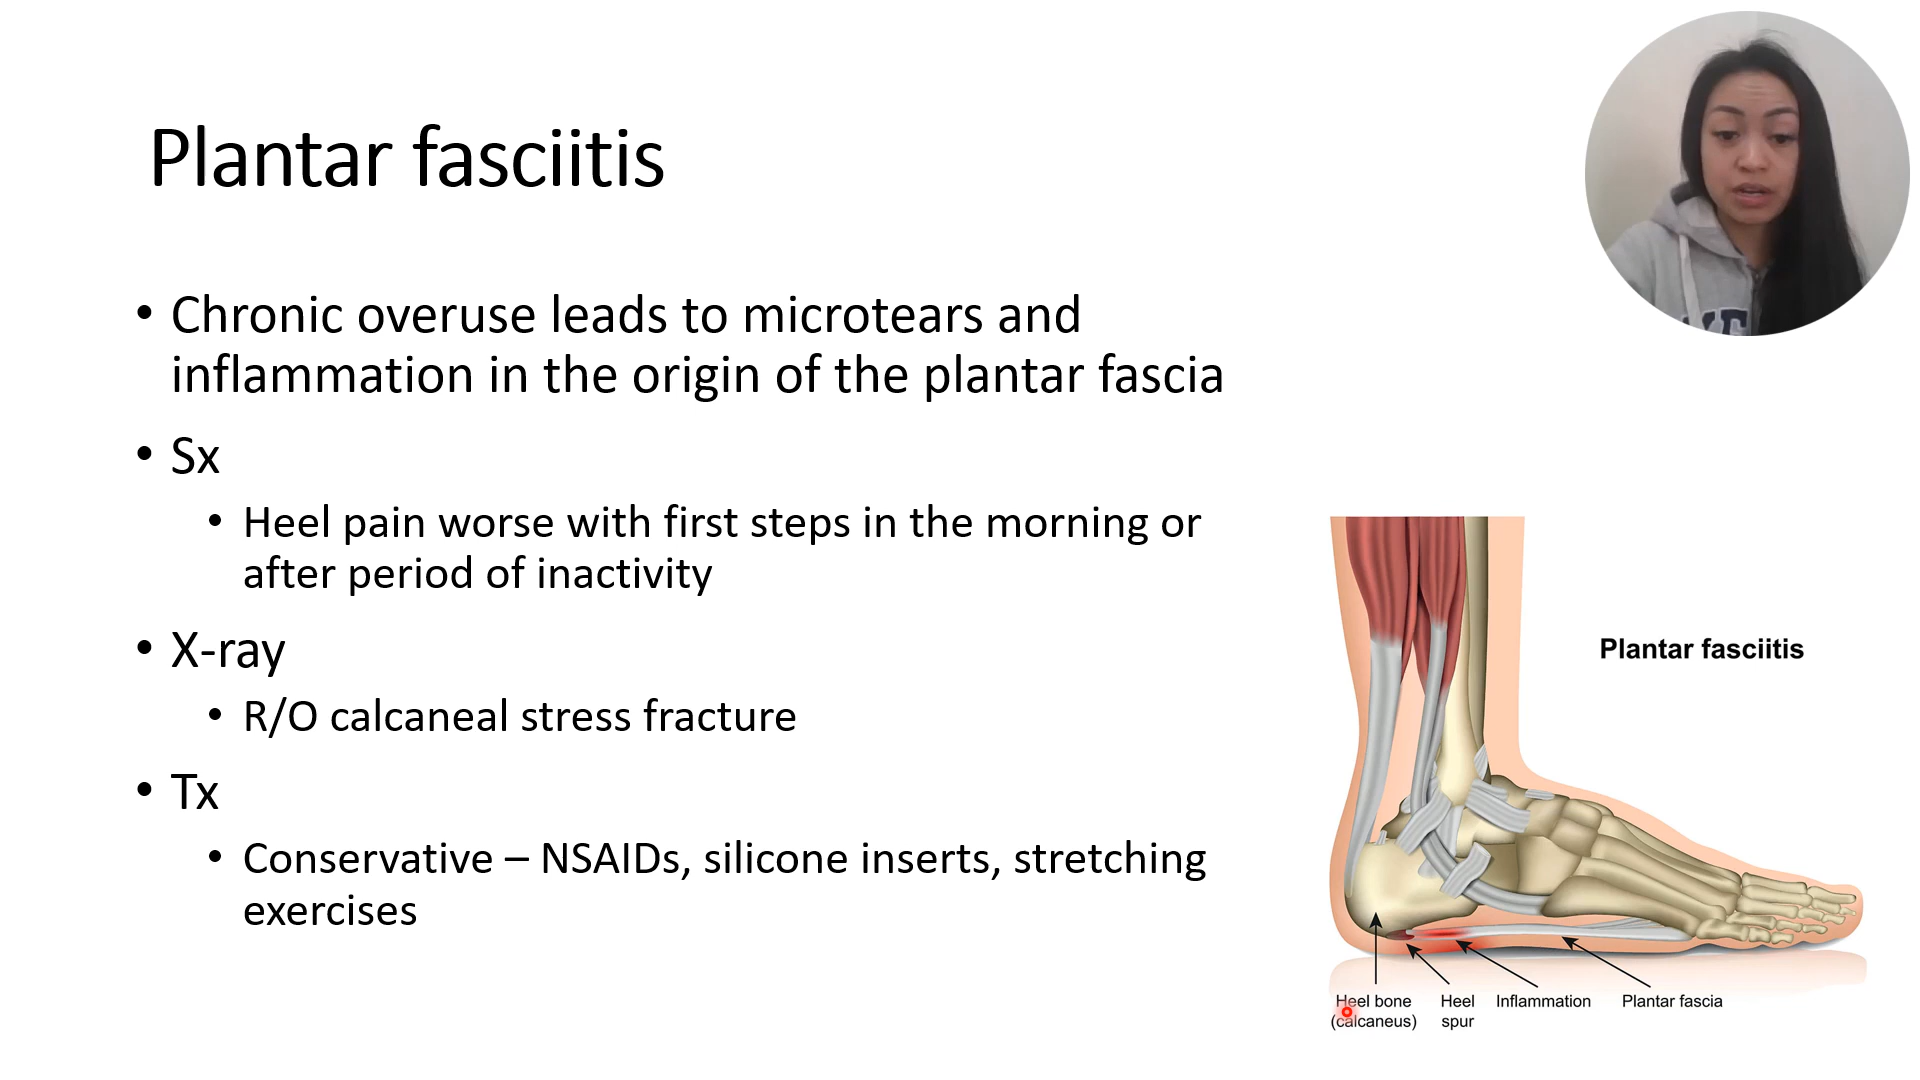 Plantar fasciitis
• Chronic overuse leads to microtears and
inflammation in the origin of the plantar fascia
• Sx
• Heel pain worse with first steps in the morning or
after period of inactivity
• X-ray
• R/O calcaneal stress fracture
• Tx
• Conservative – NSAIDs, silicone inserts, stretching
exercises
Plantar fasciitis
Heel bone
(calcaneus)
Heel
spur
Inflammation
Plantar fascia